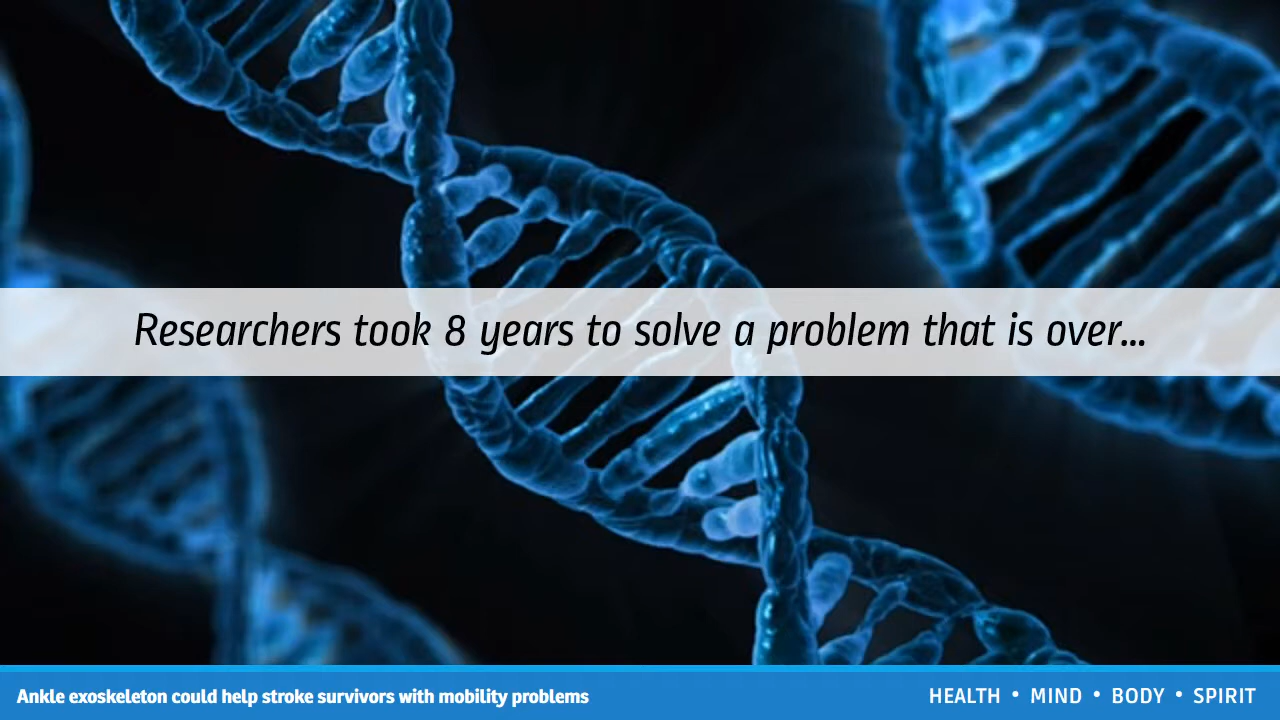 Researchers took 8 years to solve a problem that is over...
Ankle exoskeleton could help stroke survivors with mobility problems
HEALTH • MIND • BODY • SPIRIT